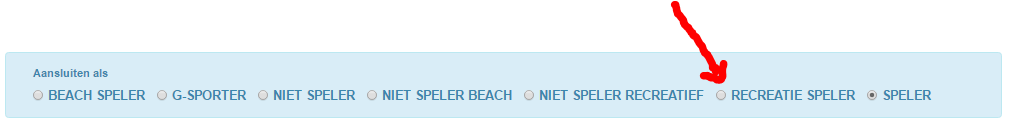 Aansluiten als
BEACH SPELER G-SPORTER NIET SPELER NIET SPELER BEACH NIET SPELER RECREATIEF RECREATIE SPELER SPELER